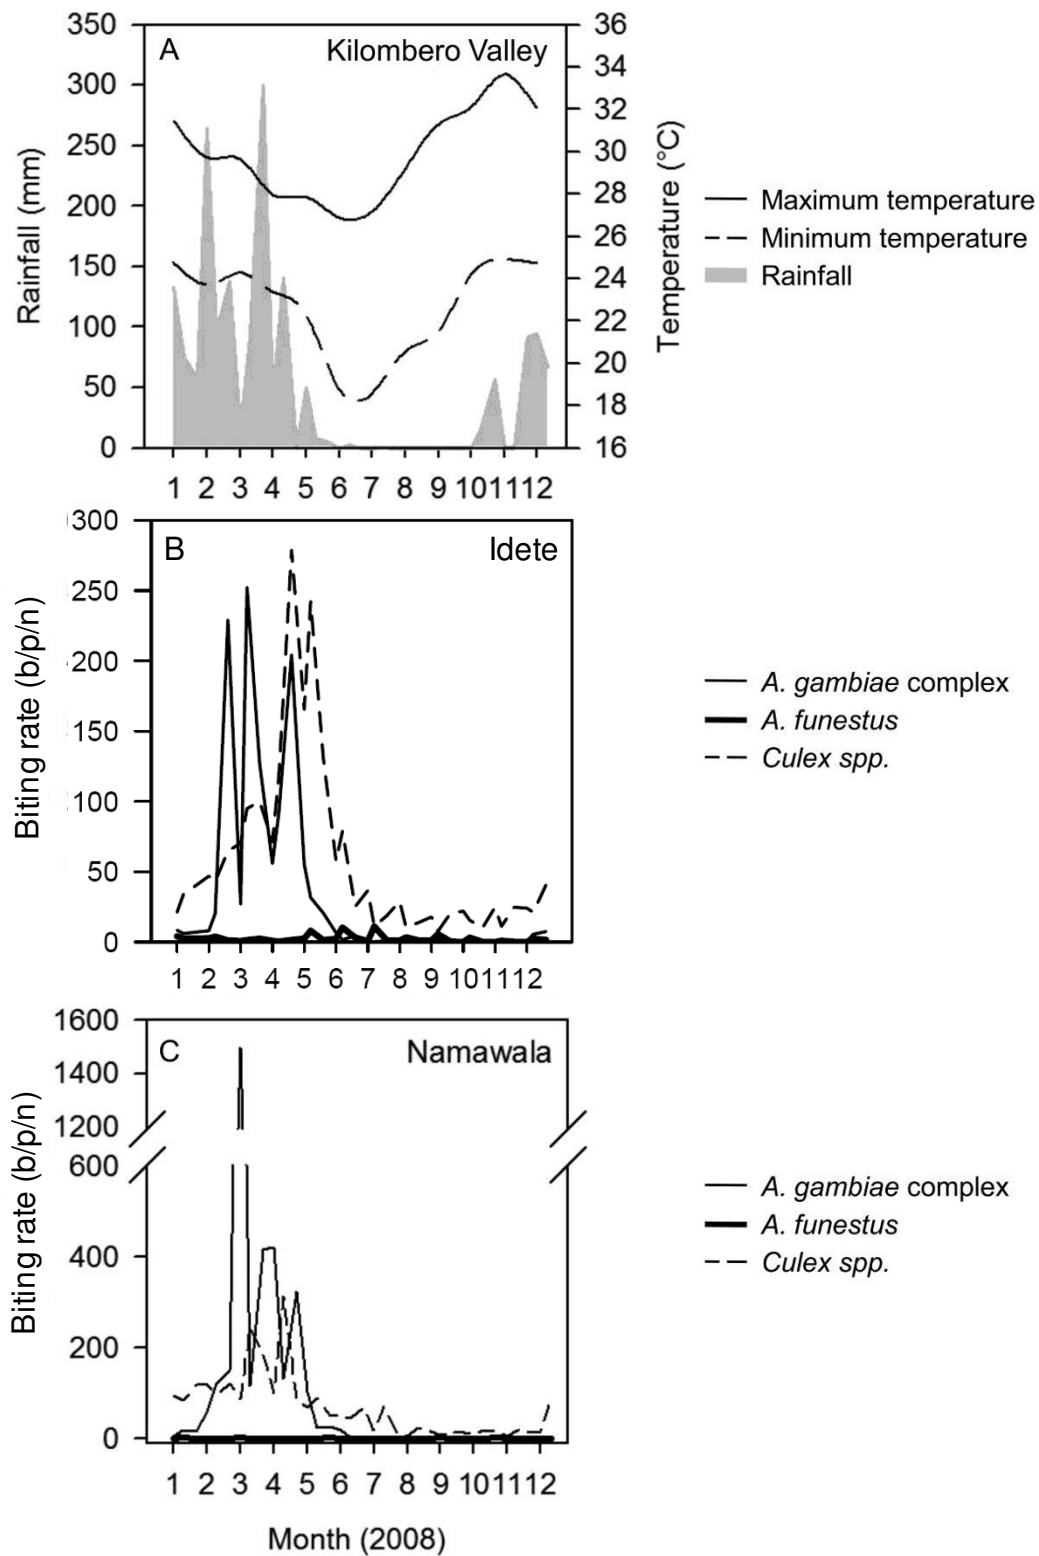 350 36
A Kilombero Valley
300 34
250 32
200 30
150 28
100 26
50 24
0 22
20
18
16
Rainfall (mm)
Temperature (°C)
1 2 3 4 5 6 7 8 9 10 11 12
Maximum temperature
Minimum temperature
Rainfall
300
B Idete
250
200
150
100
50
0
Biting rate (b/p/n)
1 2 3 4 5 6 7 8 9 10 11 12
A. gambiae complex
A. funestus
Culex spp.
1600
C Namawala
1400
1200
600
400
200
0
Biting rate (b/p/n)
1 2 3 4 5 6 7 8 9 10 11 12
A. gambiae complex
A. funestus
Culex spp.
Month (2008)